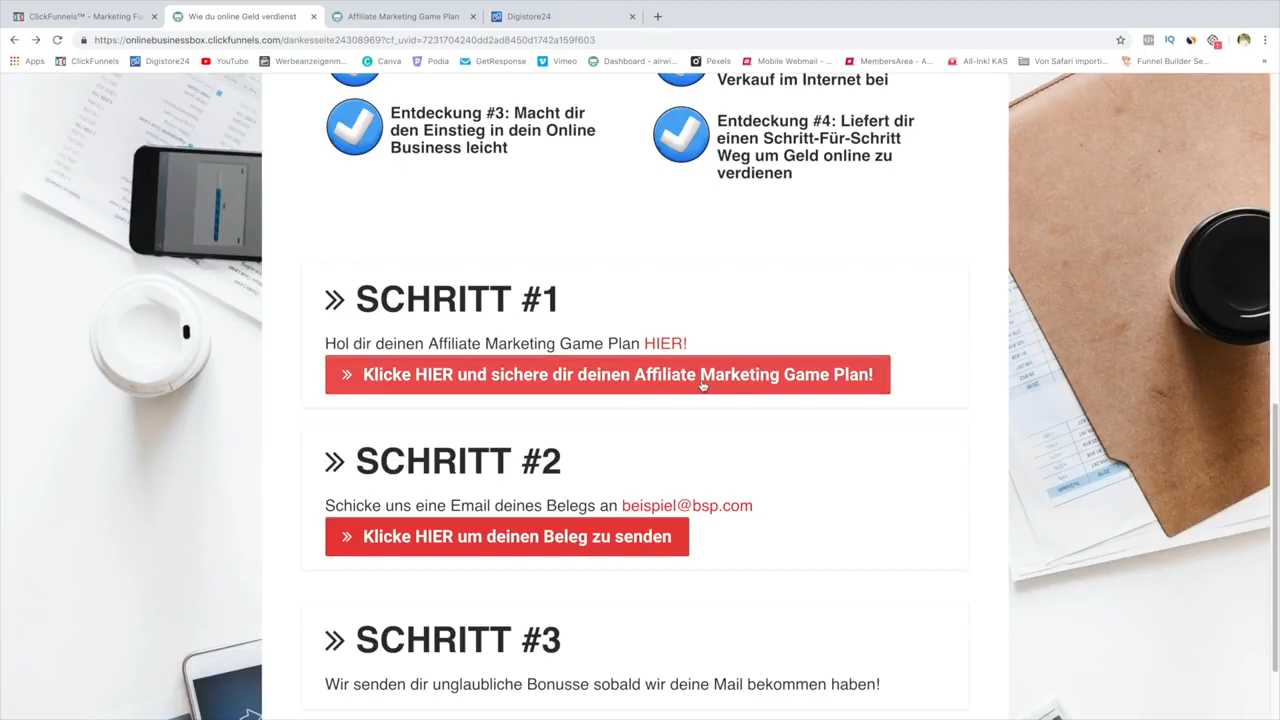 ClickFunnels™ - Marketing Fu
Wie du online Geld verdienst
Affiliate Marketing Game Plan
Digistore24
https://onlinebusinessbox.clickfunnels.com/dankesseite24308969?cf_uvid=7231704240dd2ad8450d1742a159f603
Apps
ClickFunnels
Digistore24
YouTube
Werbeanzeigenm...
Canva
Podia
GetResponse
Vimeo
Dashboard - airwi...
Pexels
Mobile Webmail -...
MembersArea - A...
All-Inkl KAS
Von Safari importi...
Funnel Builder Se...
Verkauf im Internet bei
Entdeckung #3: Macht dir
den Einstieg in dein Online
Business leicht
Entdeckung #4: Liefert dir
einen Schritt-Für-Schritt
Weg um Geld online zu
verdienen
» SCHRITT #1
Hol dir deinen Affiliate Marketing Game Plan HIER!
» Klicke HIER und sichere dir deinen Affiliate Marketing Game Plan!
» SCHRITT #2
Schicke uns eine Email deines Belegs an beispiel@bsp.com
» Klicke HIER um deinen Beleg zu senden
» SCHRITT #3
Wir senden dir unglaubliche Bonusse sobald wir deine Mail bekommen haben!